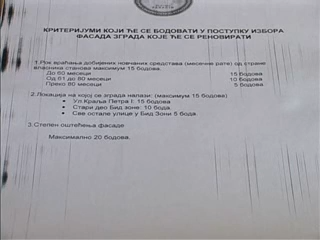 КРИТЕРИЈУМИ КОЈИ ЋЕ СЕ БОДОВАТИ У ПОСТУПКУ ИЗБОРА
ФАСАДА ЗГРАДА КОЈЕ ЋЕ СЕ РЕНОВИРАТИ
1.Рок враћања добијених новчаних средстава (месечне рате) од стране
власника станова максимум 15 бодова.
До 60 месеци 15 бодова
Од 61 до 80 месеци 10 бодова
Преко 80 месеци 5 бодова
2.Локација на којој се зграда налази: (максимум 15 бодова)
• Ул.Краља Петра I. 15 бодова
• Стари део Бид зоне: 10 бода.
• Све остале улице у Бид Зони 5 бода.
3.Степен оштећења фасаде
Максимално 20 бодова.